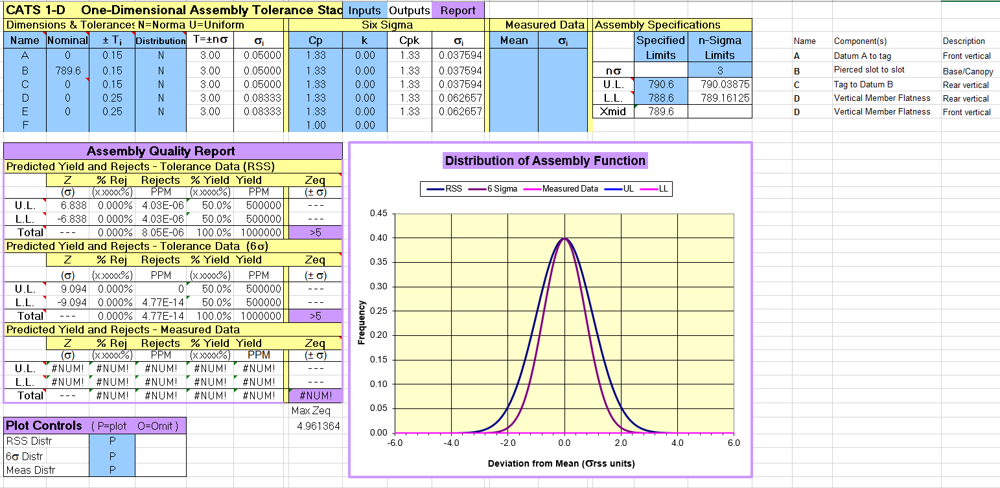 CATS 1-D One-Dimensional Assembly Tolerance Stac Inputs Outputs Report
Dimensions & Tolerances N=Norma U=Uniform Six Sigma Measured Data Assembly Specifications
Name Nominal ± Ti Distribution T=±nσ σi Cp k Cpk σi Mean σi Specified Limits n-Sigma Limits Name Component(s) Description
A 0 0.15 N 3.00 0.05000 1.33 0.00 1.33 0.037594 A Datum A to tag Front vertical
B 789.6 0.15 N 3.00 0.05000 1.33 0.00 1.33 0.037594 nσ 3 B Pierced slot to slot Base/Canopy
C 0 0.15 N 3.00 0.05000 1.33 0.00 1.33 0.037594 U.L. 790.6 790.03875 C Tag to Datum B Rear vertical
D 0 0.25 N 3.00 0.08333 1.33 0.00 1.33 0.062657 L.L. 788.6 789.16125 D Vertical Member Flatness Rear vertical
E 0 0.25 N 3.00 0.08333 1.33 0.00 1.33 0.062657 Xmid 789.6 D Vertical Member Flatness Front vertical
F 1.00 0.00
Assembly Quality Report
Predicted Yield and Rejects - Tolerance Data (RSS)
Z % Rej Rejects % Yield Yield Zeq
(σ) (x.xxxx%) PPM (x.xxxx%) PPM (± σ)
U.L. 6.838 0.000% 4.03E-06 50.0% 500000 ---
L.L. -6.838 0.000% 4.03E-06 50.0% 500000 ---
Total --- 0.000% 8.05E-06 100.0% 1000000 >5
Predicted Yield and Rejects - Tolerance Data (6σ)
Z % Rej Rejects % Yield Yield Zeq
(σ) (x.xxxx%) PPM (x.xxxx%) PPM (± σ)
U.L. 9.094 0.000% 0 50.0% 500000 ---
L.L. -9.094 0.000% 4.77E-14 50.0% 500000 ---
Total --- 0.000% 4.77E-14 100.0% 1000000 >5
Predicted Yield and Rejects - Measured Data
Z % Rej Rejects % Yield Yield Zeq
(σ) (x.xxxx%) PPM (x.xxxx%) PPM (± σ)
U.L. #NUM! #NUM! #NUM! #NUM! #NUM! ---
L.L. #NUM! #NUM! #NUM! #NUM! #NUM! ---
Total --- #NUM! #NUM! #NUM! #NUM! #NUM!
Max Zeq
4.961364
Plot Controls ( P=plot O=Omit )
RSS Distr P
6σ Distr P
Meas Distr P
Distribution of Assembly Function
RSS 6 Sigma Measured Data UL LL
Frequency
0.45
0.40
0.35
0.30
0.25
0.20
0.15
0.10
0.05
0.00
-6.0 -4.0 -2.0 0.0 2.0 4.0 6.0
Deviation from Mean (σrss units)